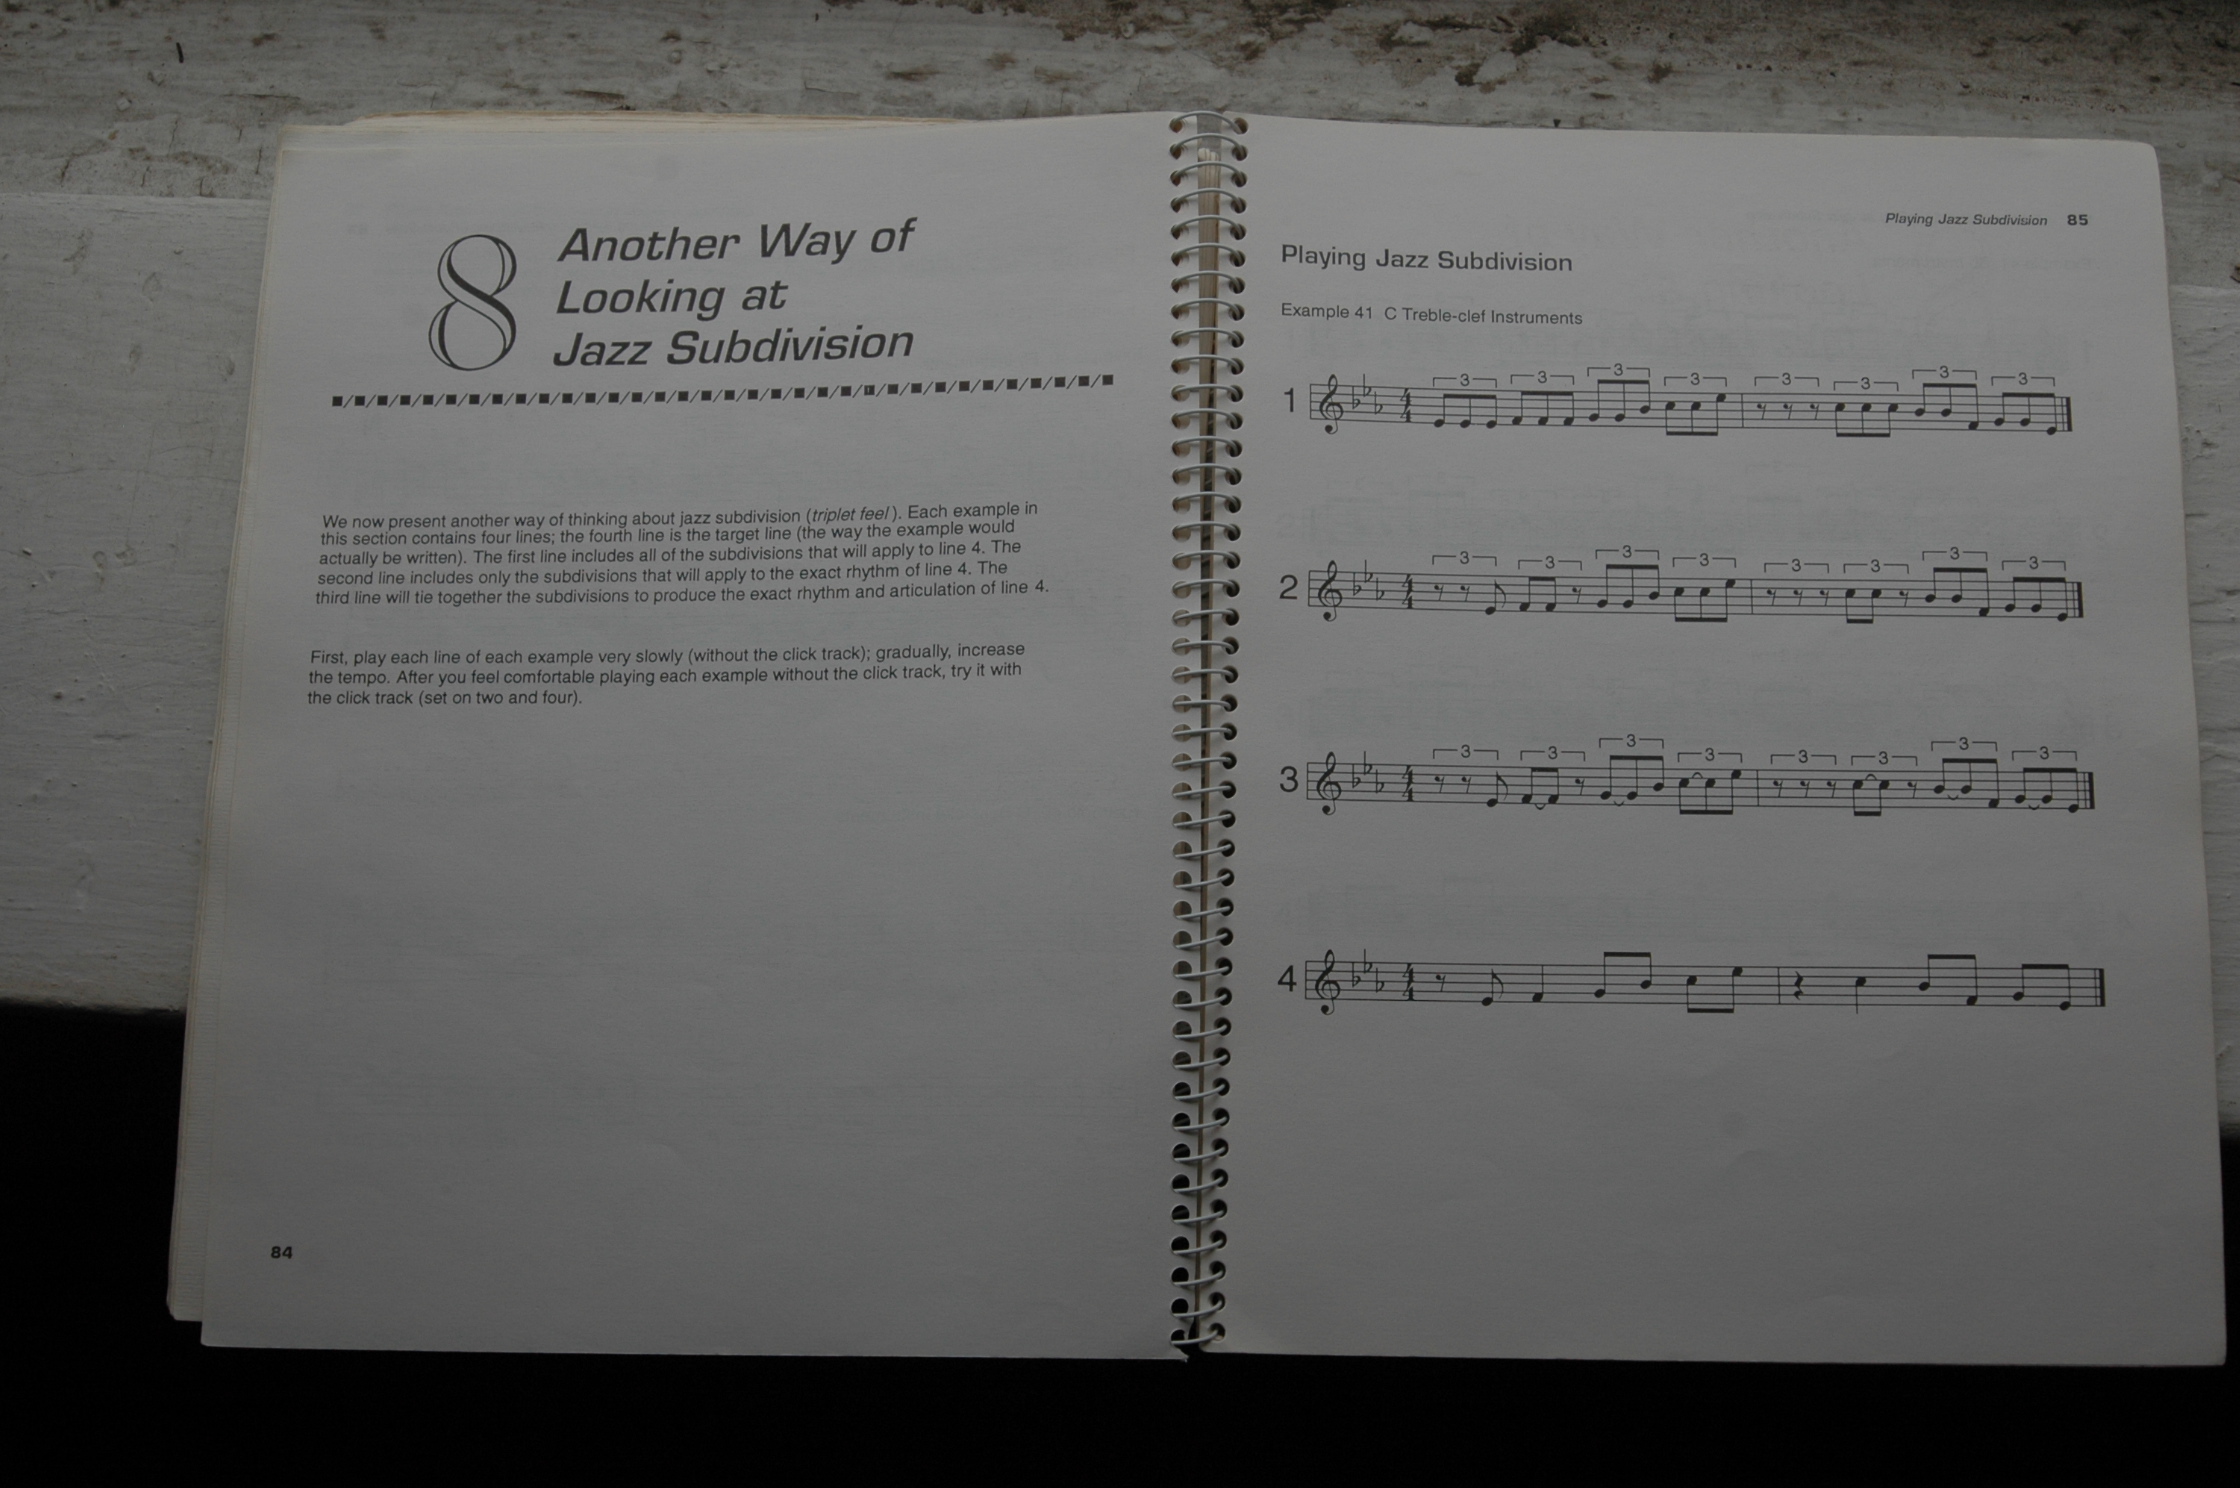 8
Another Way of
Looking at
Jazz Subdivision
We now present another way of thinking about jazz subdivision (triplet feel). Each example in
this section contains four lines; the fourth line is the target line (the way the example would
actually be written). The first line includes all of the subdivisions that will apply to line 4. The
second line includes only the subdivisions that will apply to the exact rhythm of line 4. The
third line will tie together the subdivisions to produce the exact rhythm and articulation of line 4.
First, play each line of each example very slowly (without the click track); gradually, increase
the tempo. After you feel comfortable playing each example without the click track, try it with
the click track (set on two and four).
84
Playing Jazz Subdivision 85
Playing Jazz Subdivision
Example 41 C Treble-clef Instruments
3 3 3 3 3 3 3 3
1 4/4
3 3 3 3 3 3 3 3
2 4/4
3 3 3 3 3 3 3 3
3 4/4
4 4/4